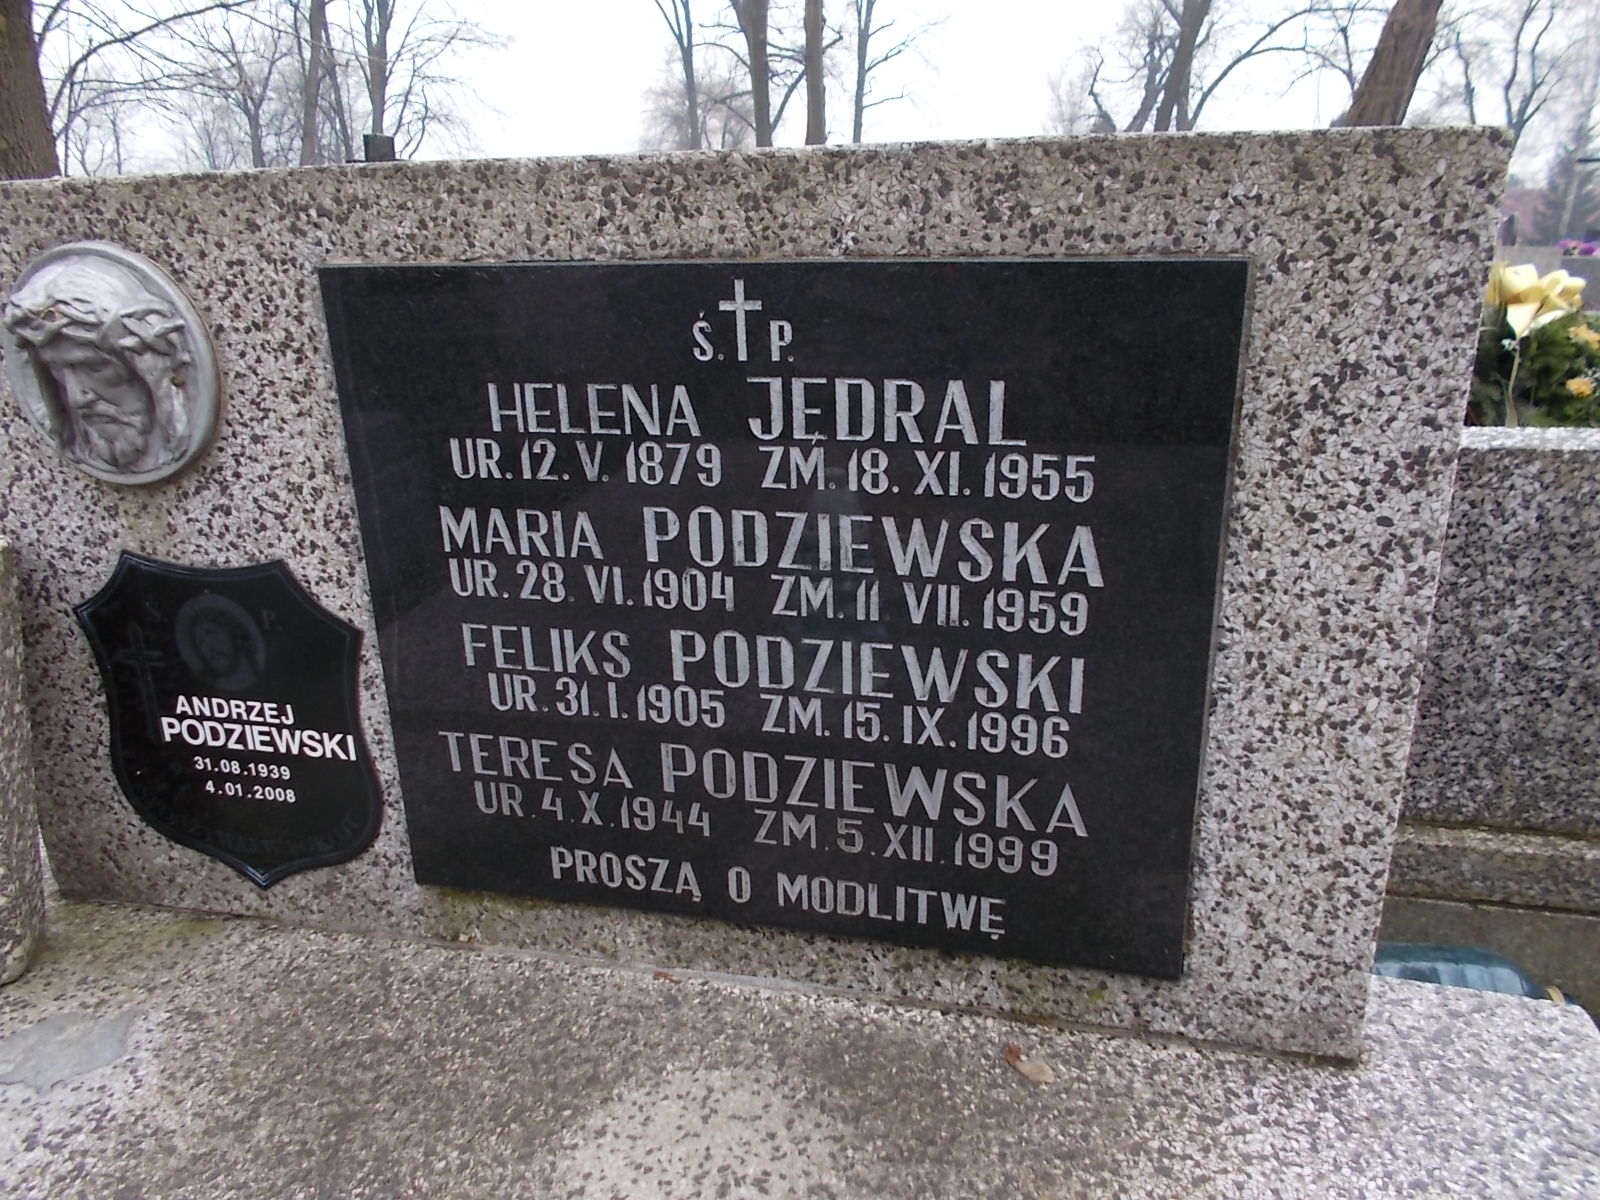 Ś. P.
HELENA JĘDRAL
UR. 12. V. 1879 ZM. 18. XI. 1955
MARIA PODZIEWSKA
UR. 28. VI. 1904 ZM. 11 VII. 1959
FELIKS PODZIEWSKI
UR. 31. I. 1905 ZM. 15. IX. 1996
TERESA PODZIEWSKA
UR. 4. X. 1944 ZM. 5. XII. 1999
PROSZĄ O MODLITWĘ
Ś. P.
ANDRZEJ
PODZIEWSKI
31.08.1939
4.01.2008